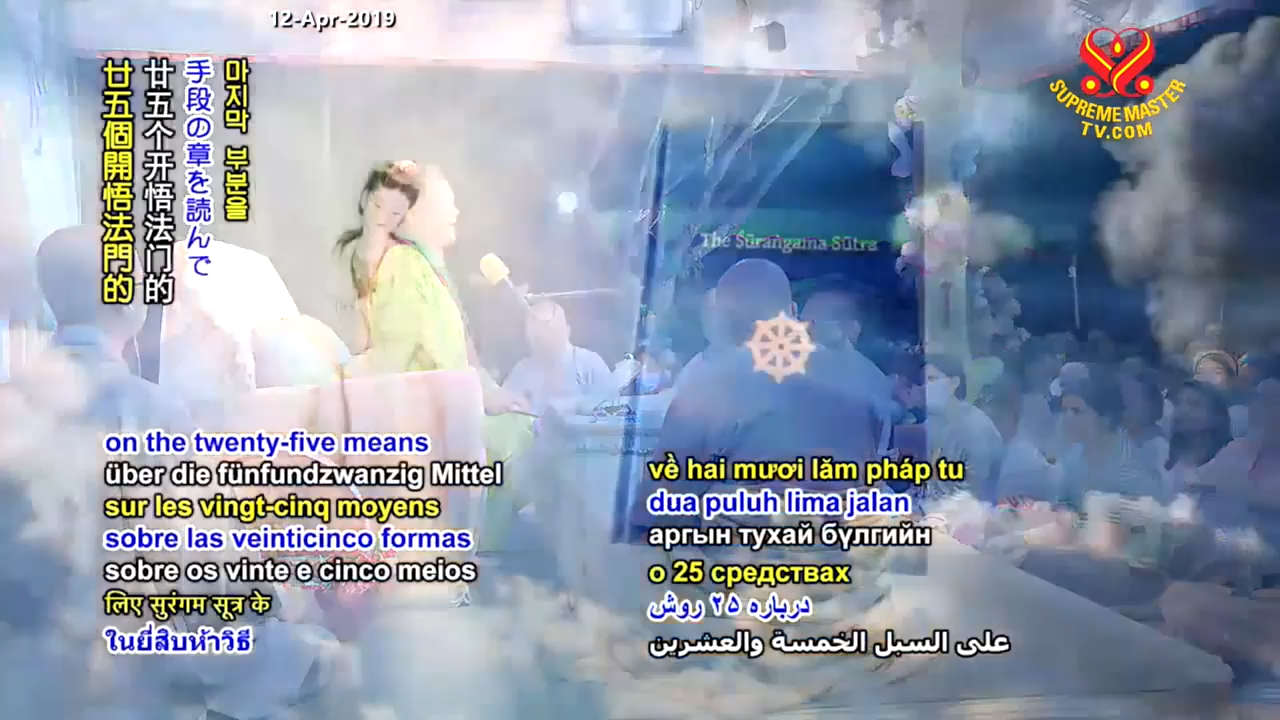 12-Apr-2019
SUPREME MASTER
TV.COM
廿五個開悟法門的
廿五个开悟法门的
手段の章を読んで
마지막 부분을
The Śūraṅgama Sūtra
on the twenty-five means
über die fünfundzwanzig Mittel
sur les vingt-cinq moyens
sobre las veinticinco formas
sobre os vinte e cinco meios
लिए सुरंगम सूत्र के
ในยี่สิบห้าวิธี
về hai mươi lăm pháp tu
dua puluh lima jalan
аргын тухай бүлгийн
о 25 средствах
درباره ۲۵ روش
على السبل الخمسة والعشرين